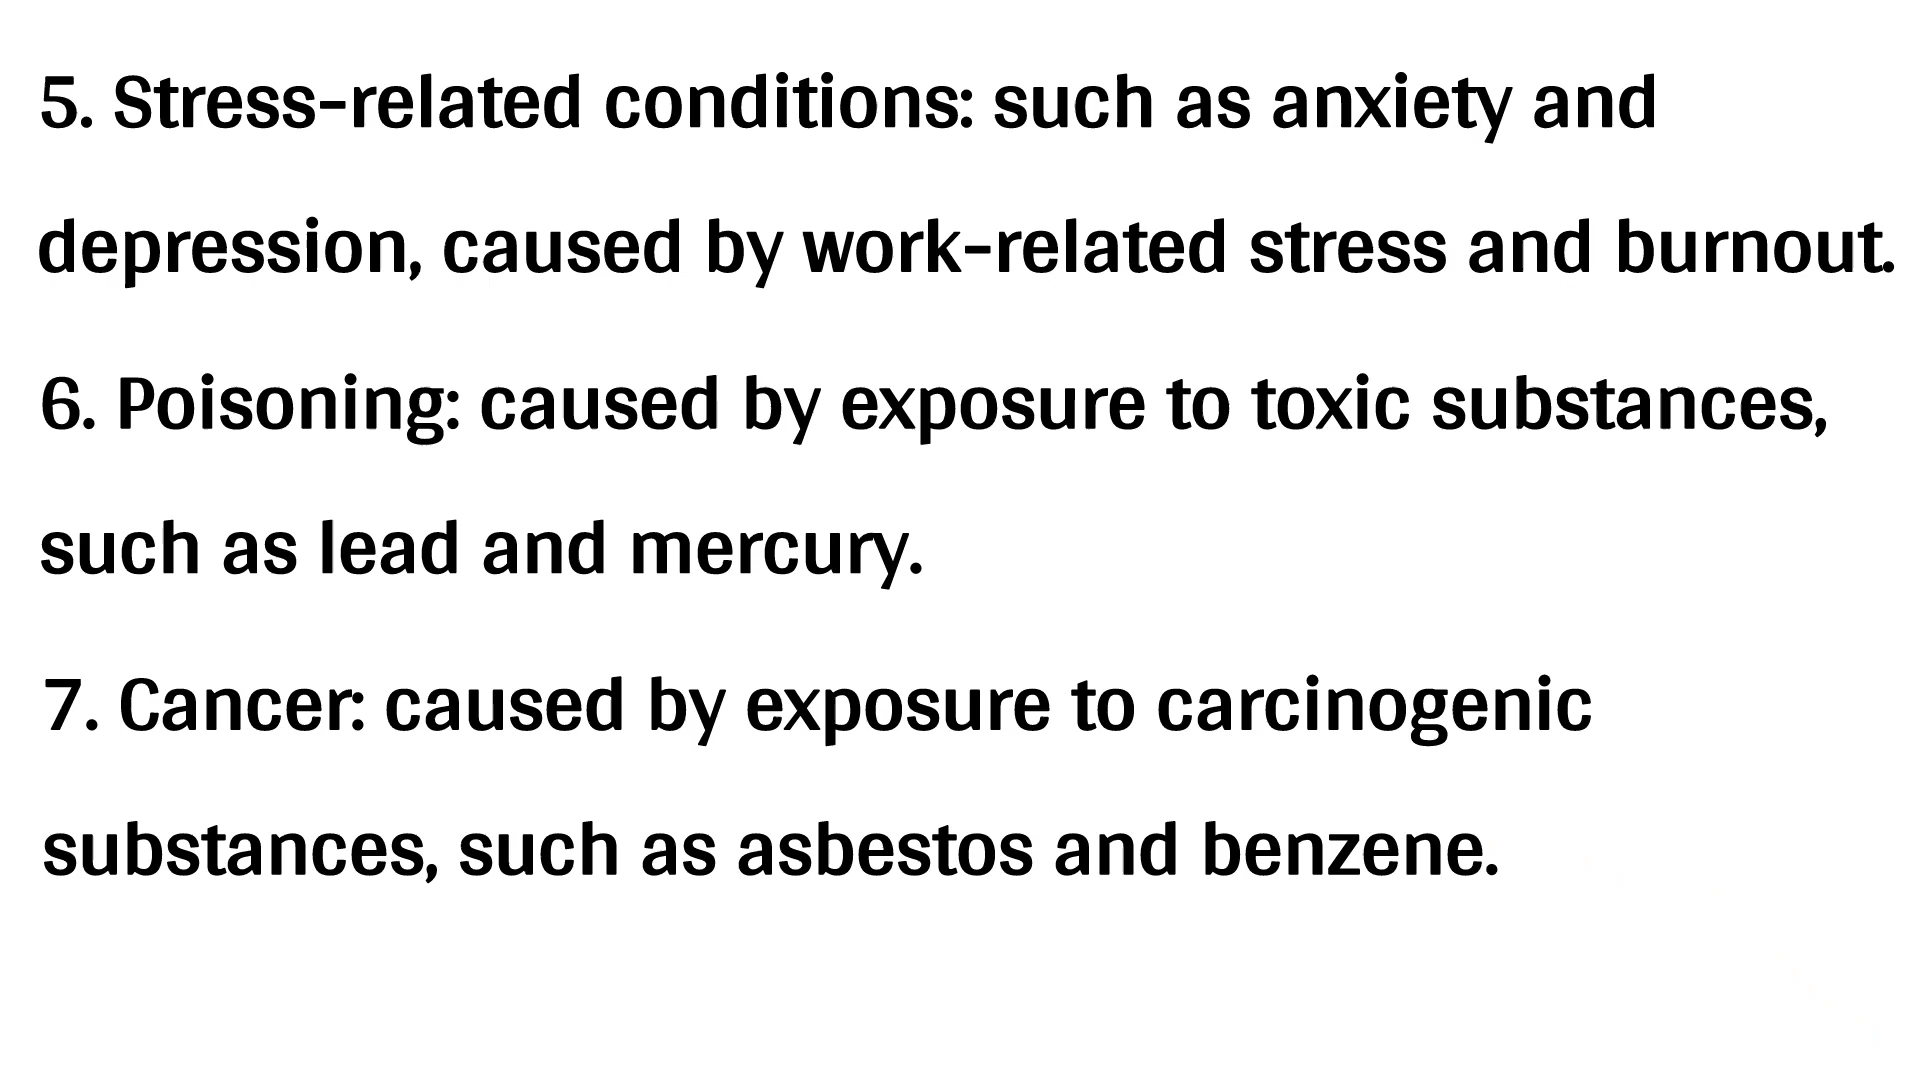 5. Stress-related conditions: such as anxiety and
depression, caused by work-related stress and burnout.
6. Poisoning: caused by exposure to toxic substances,
such as lead and mercury.
7. Cancer: caused by exposure to carcinogenic
substances, such as asbestos and benzene.